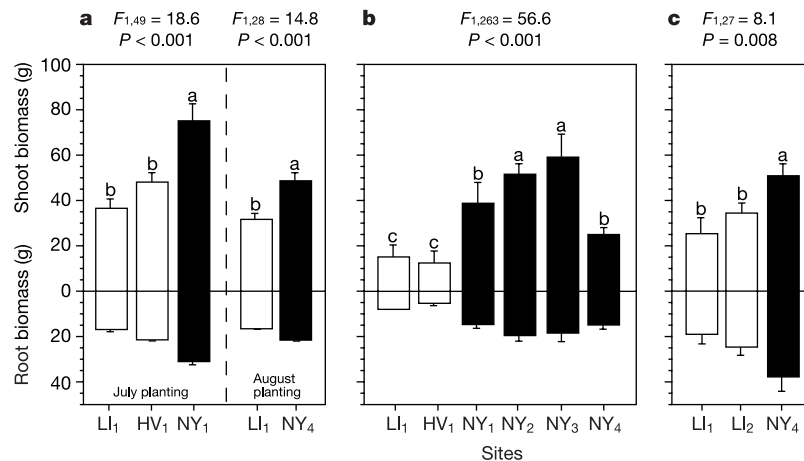 a F1,49 = 18.6 F1,28 = 14.8 b F1,263 = 56.6 c F1,27 = 8.1
P < 0.001 P < 0.001 P < 0.001 P = 0.008
Shoot biomass (g)
Root biomass (g)
100
80
60
40
20
0
20
40
b b a b a
c c b a a b
b b a
July planting
August
planting
LI1 HV1 NY1 LI1 NY4
LI1 HV1 NY1 NY2 NY3 NY4
LI1 LI2 NY4
Sites